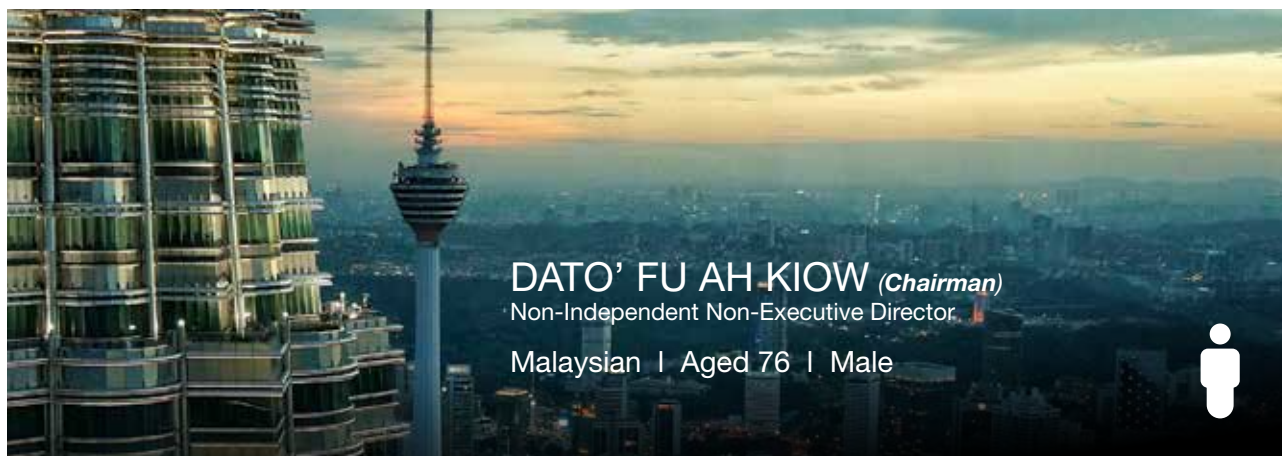 DATO’ FU AH KIOW (Chairman)
Non-Independent Non-Executive Director
Malaysian I Aged 76 I Male